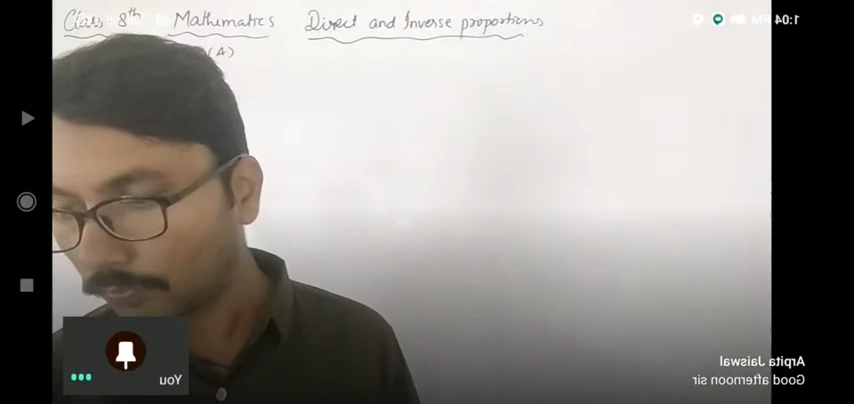 Class 8th Mathematics Direct and Inverse proportions
(A)
1:04 PM
You
Arpita Jaiswal
Good afternoon sir